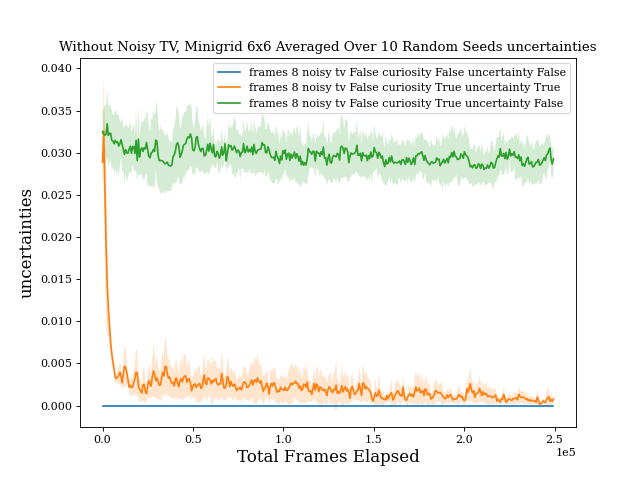 Without Noisy TV, Minigrid 6x6 Averaged Over 10 Random Seeds uncertainties
frames 8 noisy tv False curiosity False uncertainty False
frames 8 noisy tv False curiosity True uncertainty True
frames 8 noisy tv False curiosity True uncertainty False
uncertainties
0.040
0.035
0.030
0.025
0.020
0.015
0.010
0.005
0.000
0.0 0.5 1.0 1.5 2.0 2.5
1e5
Total Frames Elapsed